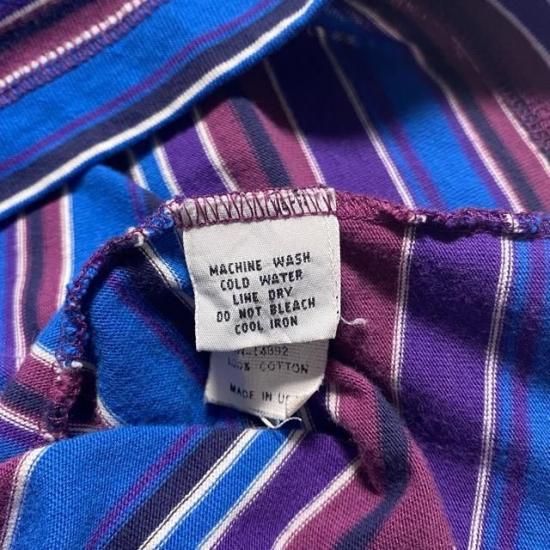 MACHINE WASH
COLD WATER
LINE DRY
DO NOT BLEACH
COOL IRON
COTTON
MADE IN